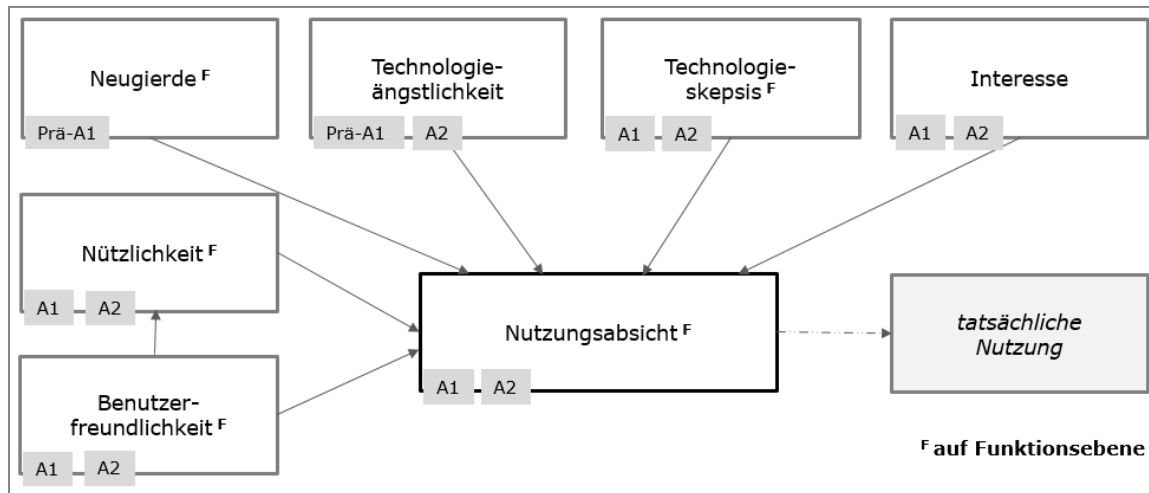 Neugierde F
Prä-A1
Technologie-
ängstlichkeit
Prä-A1 A2
Technologie-
skepsis F
A1 A2
Interesse
A1 A2
Nützlichkeit F
A1 A2
Benutzer-
freundlichkeit F
A1 A2
Nutzungsabsicht F
A1 A2
tatsächliche
Nutzung
F auf Funktionsebene